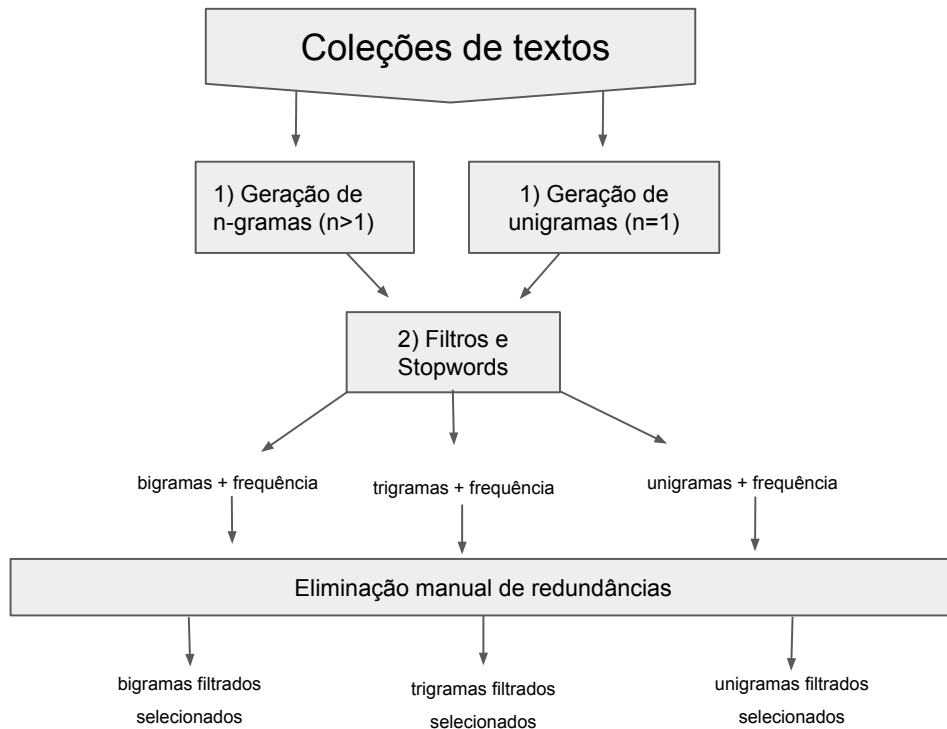 Coleções de textos
1) Geração de
n-gramas (n>1)
1) Geração de
unigramas (n=1)
2) Filtros e
Stopwords
bigramas + frequência
trigramas + frequência
unigramas + frequência
Eliminação manual de redundâncias
bigramas filtrados
selecionados
trigramas filtrados
selecionados
unigramas filtrados
selecionados